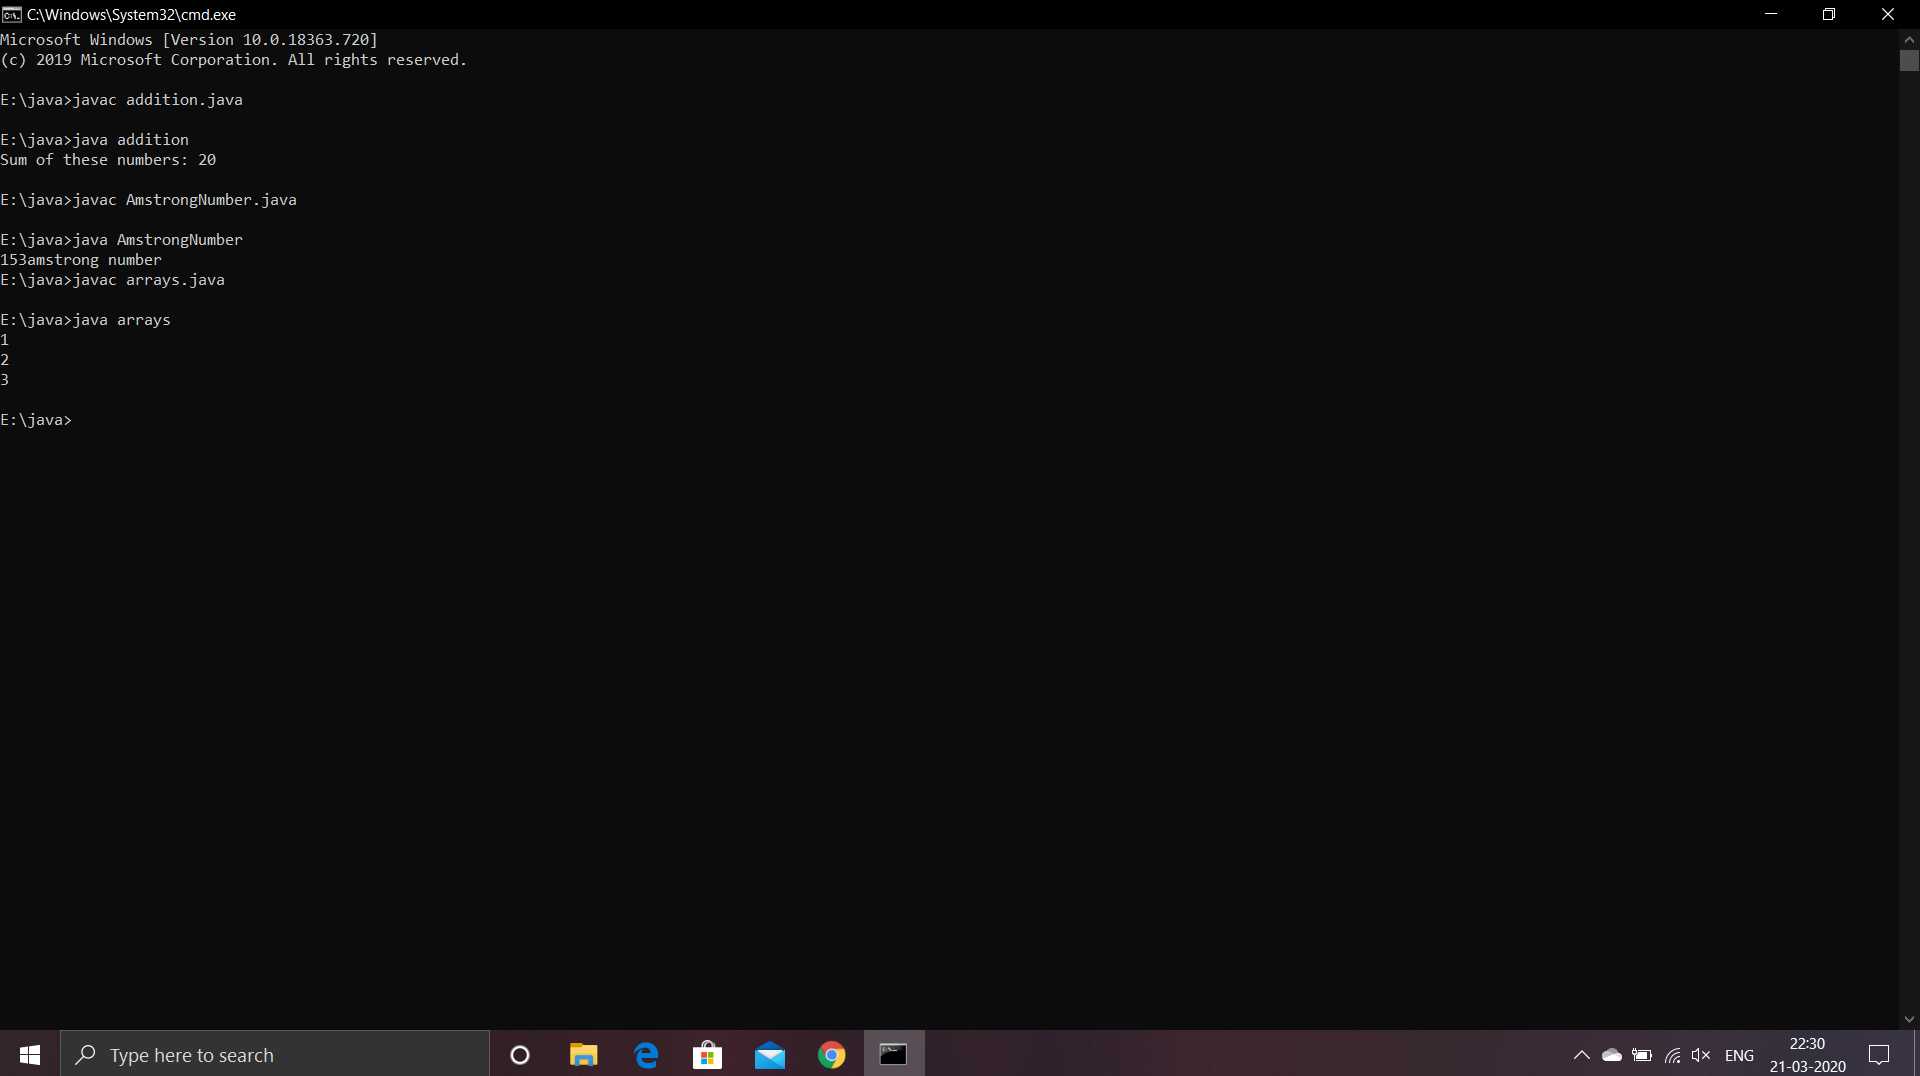 C:\Windows\System32\cmd.exe
Microsoft Windows [Version 10.0.18363.720]
(c) 2019 Microsoft Corporation. All rights reserved.
E:\java>javac addition.java
E:\java>java addition
Sum of these numbers: 20
E:\java>javac AmstrongNumber.java
E:\java>java AmstrongNumber
153amstrong number
E:\java>javac arrays.java
E:\java>java arrays
1
2
3
E:\java>
Type here to search
ENG
22:30
21-03-2020